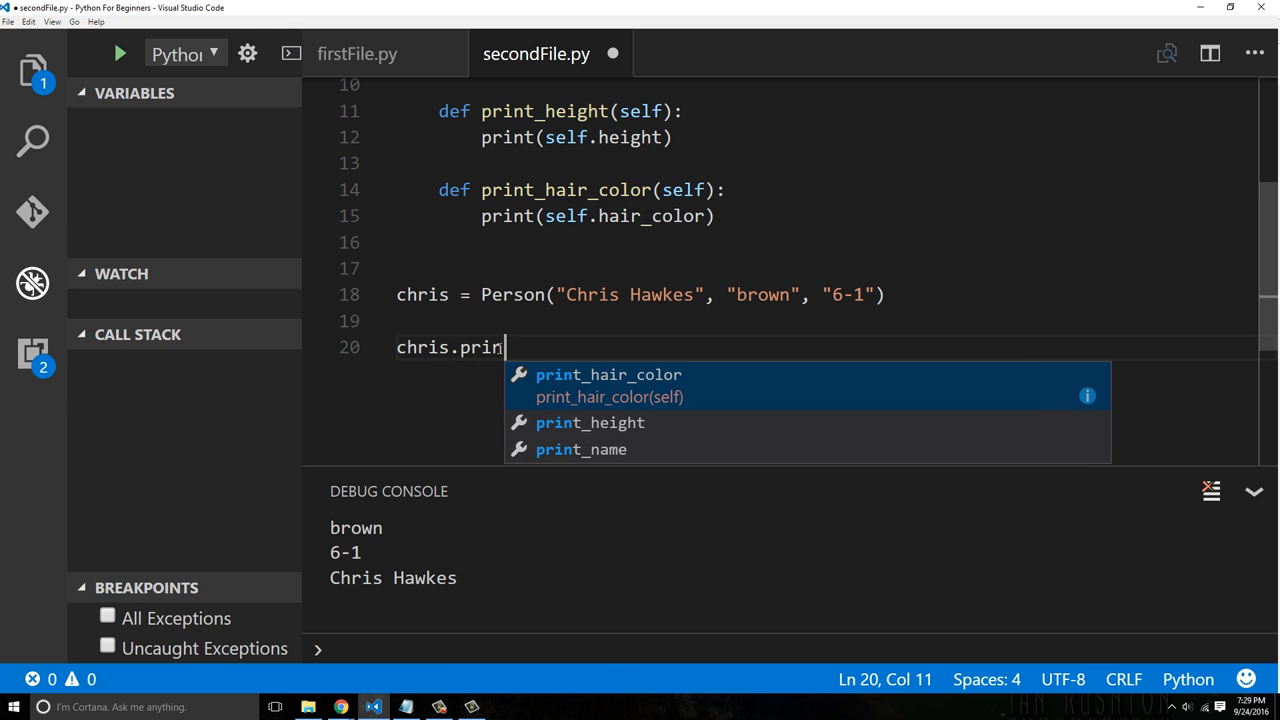 ● secondFile.py - Python For Beginners - Visual Studio Code
File Edit View Go Help
Pythor
firstFile.py
secondFile.py
1
VARIABLES
WATCH
CALL STACK
2
BREAKPOINTS
All Exceptions
Uncaught Exceptions
10
11 def print_height(self):
12 print(self.height)
13
14 def print_hair_color(self):
15 print(self.hair_color)
16
17
18 chris = Person("Chris Hawkes", "brown", "6-1")
19
20 chris.prin
print_hair_color
print_hair_color(self)
print_height
print_name
DEBUG CONSOLE
brown
6-1
Chris Hawkes
0 0
Ln 20, Col 11 Spaces: 4 UTF-8 CRLF Python
I'm Cortana. Ask me anything.
IAN RUSHTON
7:29 PM
9/24/2016